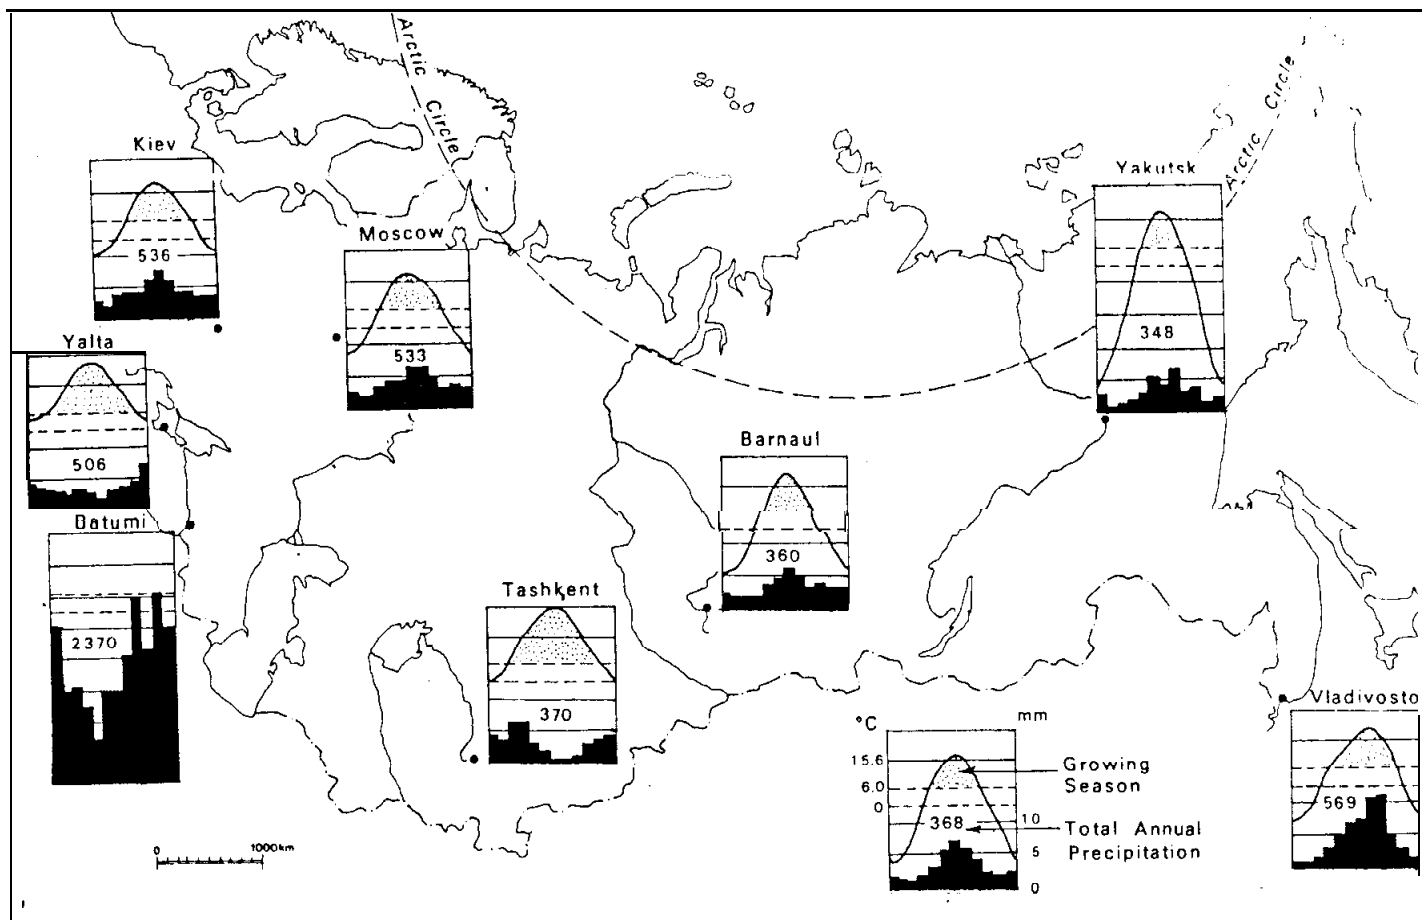 Arctic Circle
Arctic Circle
Kiev
536
Yakutsk
348
Moscow
533
Yalta
506
Barnaul
360
Batumi
2370
Tashkent
370
Vladivosto
569
°C
mm
15.6
6.0
0
10
5
0
368
Growing
Season
Total Annual
Precipitation
0
1000km